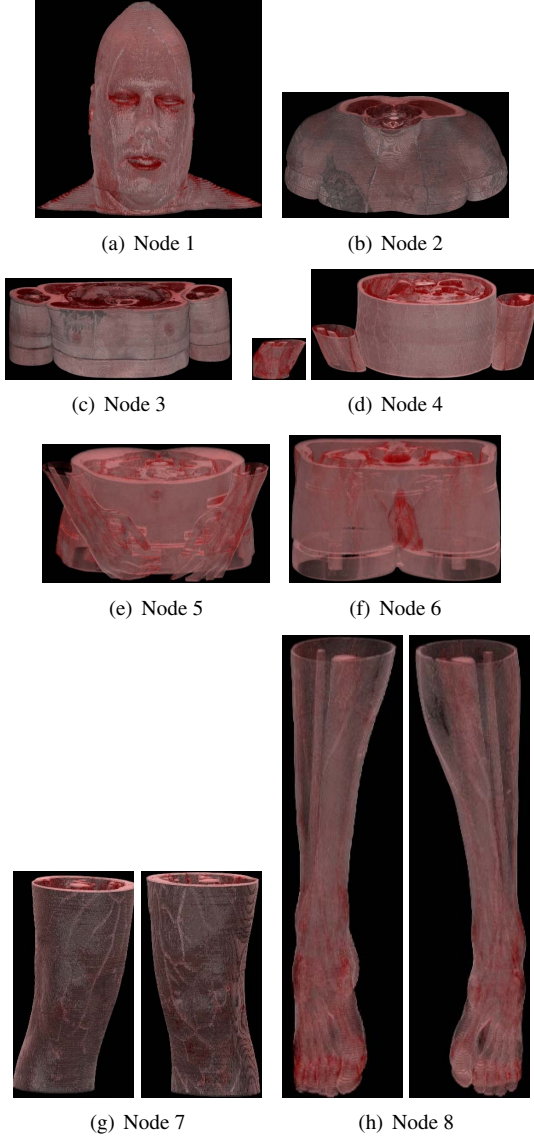 (a) Node 1
(b) Node 2
(c) Node 3
(d) Node 4
(e) Node 5
(f) Node 6
(g) Node 7
(h) Node 8